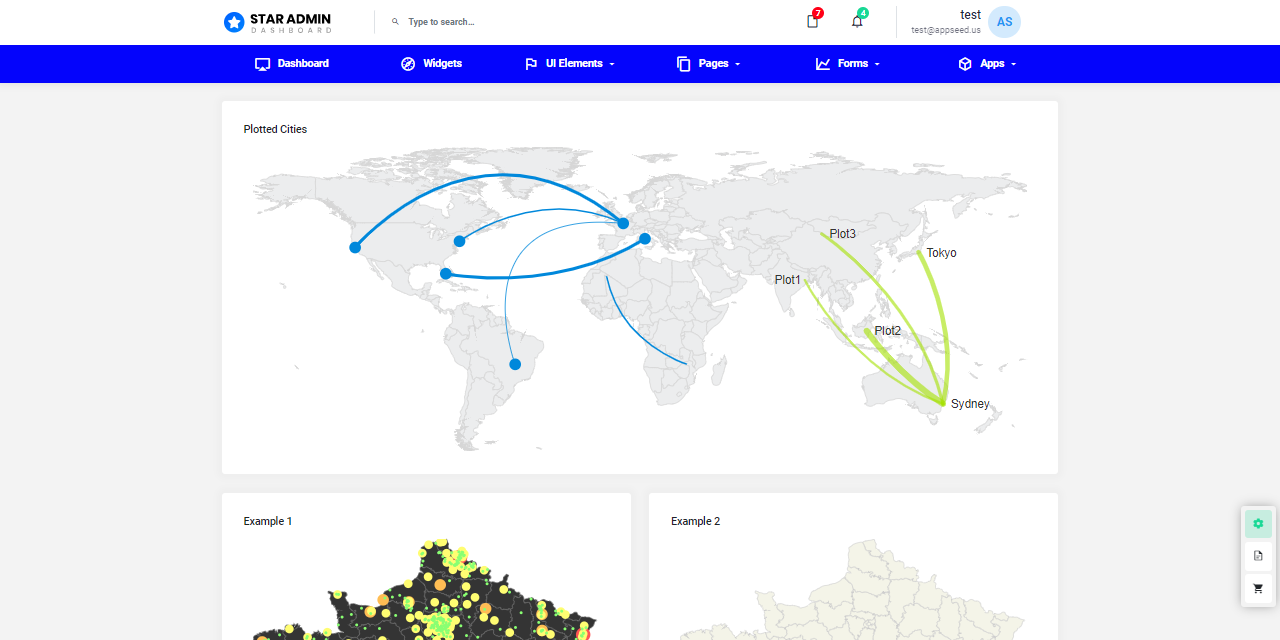 STAR ADMIN
DASHBOARD
Type to search...
7
4
test
test@appseed.us
AS
Dashboard
Widgets
UI Elements
Pages
Forms
Apps
Plotted Cities
Plot3
Tokyo
Plot1
Plot2
Sydney
Example 1
Example 2